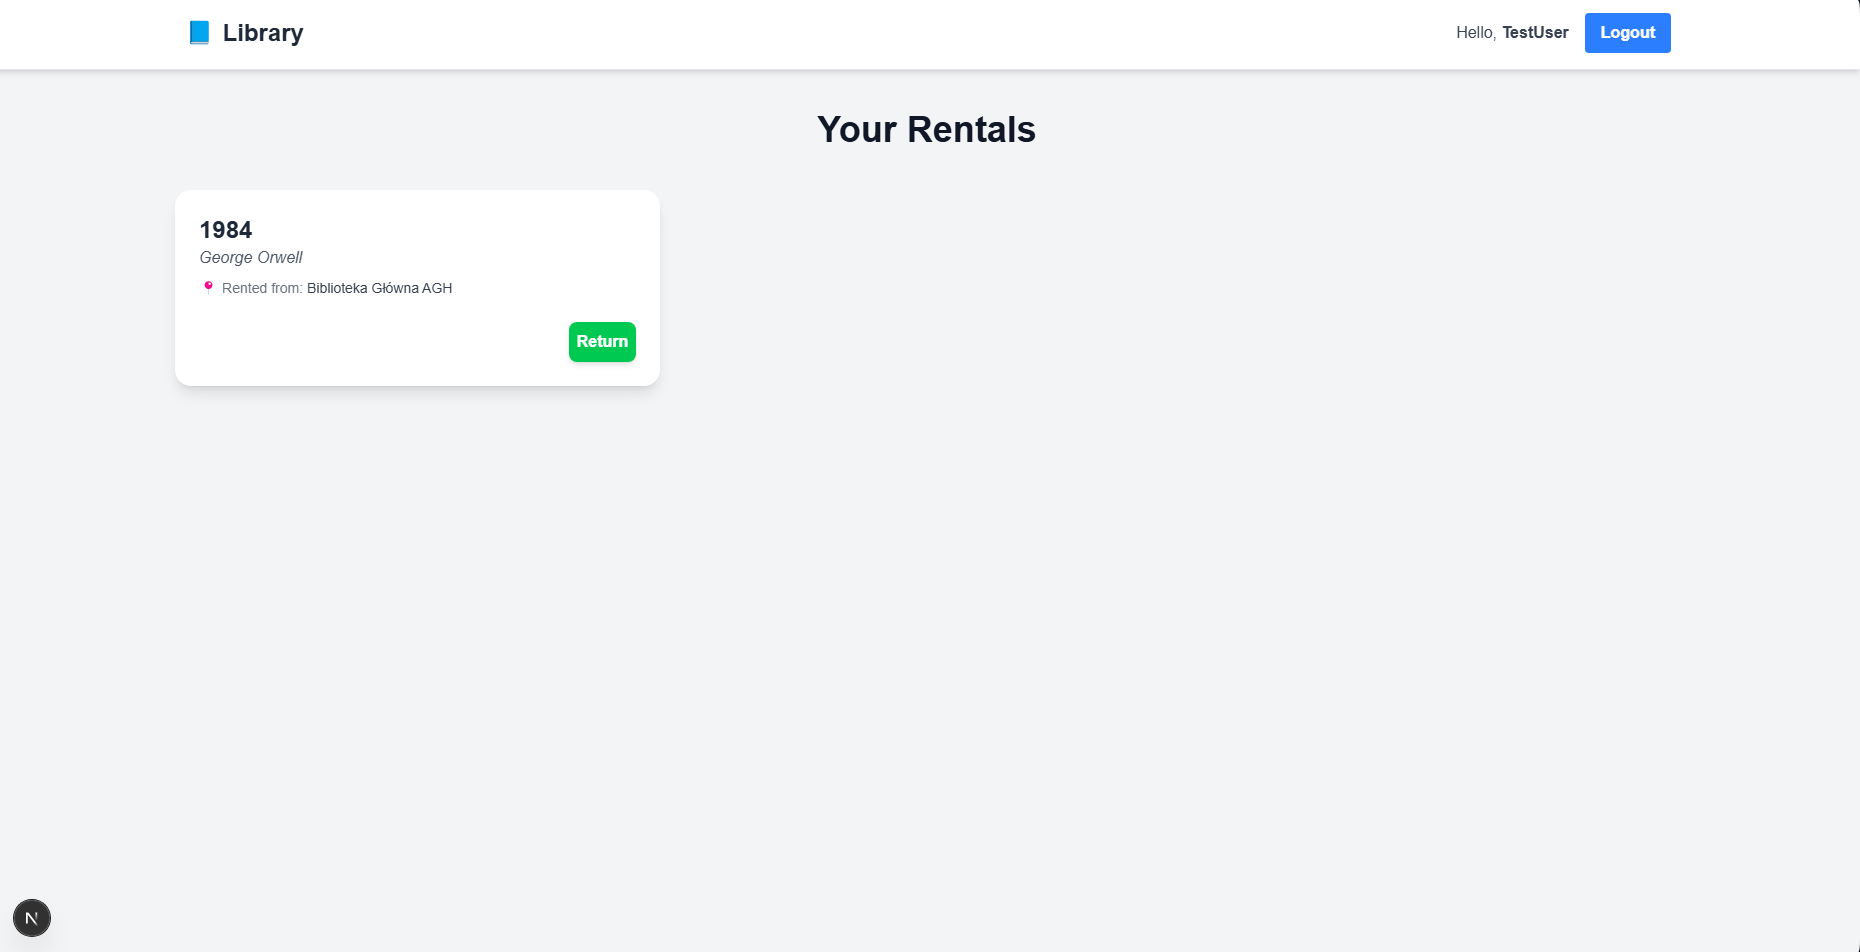 Library
Hello, TestUser
Logout
Your Rentals
1984
George Orwell
Rented from: Biblioteka Główna AGH
Return
N